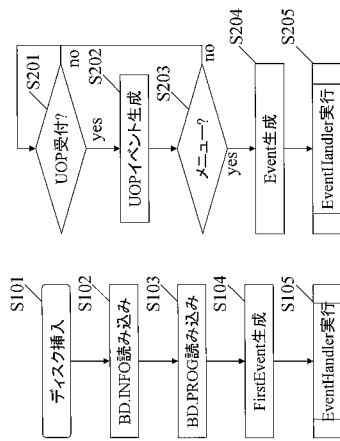 S101
ディスク挿入
S102
BD.INFO読み込み
S103
BD.PROG読み込み
S104
FirstEvent生成
S105
EventHandler実行
S201
UOP受付?
no
yes
S202
UOPイベント生成
S203
メニュー?
no
yes
S204
Event生成
S205
EventHandler実行